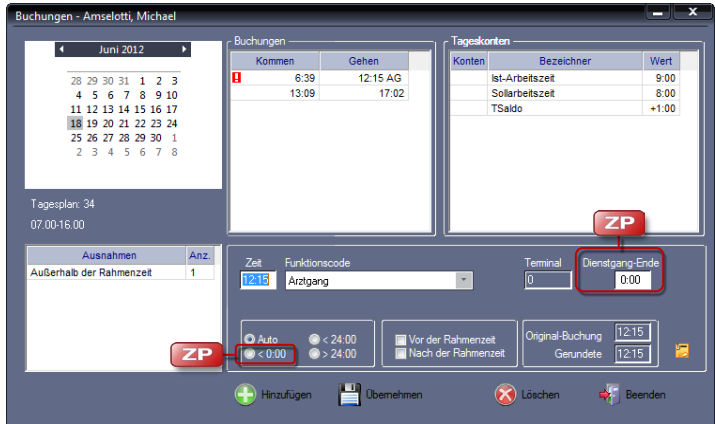 Buchungen - Amselotti, Michael
Juni 2012
28 29 30 31 1 2 3
4 5 6 7 8 9 10
11 12 13 14 15 16 17
18 19 20 21 22 23 24
25 26 27 28 29 30 1
2 3 4 5 6 7 8
Tagesplan: 34
07.00-16.00
Buchungen
Kommen Gehen
6:39 12:15 AG
13:09 17:02
Tageskonten
Konten Bezeichner Wert
Ist-Arbeitszeit 9:00
Sollarbeitszeit 8:00
TSaldo +1:00
ZP
Ausnahmen Anz.
Außerhalb der Rahmenzeit 1
Zeit Funktionscode Terminal Dienstgang-Ende
12:15 Arztgang 0 0:00
Auto < 24:00
< 0:00 > 24:00
ZP
Vor der Rahmenzeit
Nach der Rahmenzeit
Original-Buchung 12:15
Gerundete 12:15
Hinzufügen Übernehmen Löschen Beenden